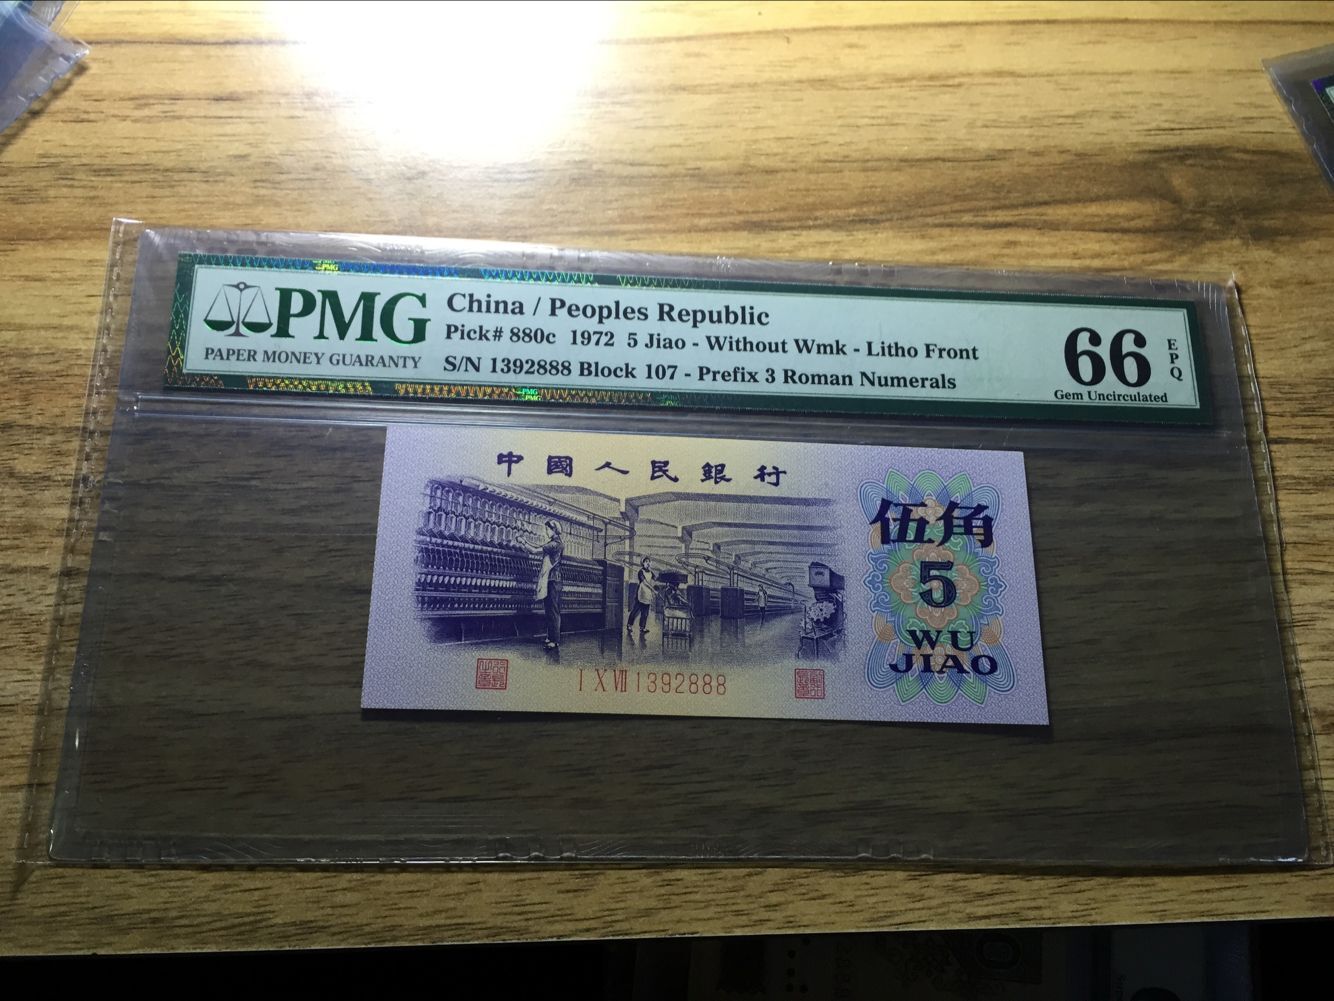 PMG
PAPER MONEY GUARANTY
China / Peoples Republic
Pick# 880c 1972 5 Jiao - Without Wmk - Litho Front
S/N 1392888 Block 107 - Prefix 3 Roman Numerals
66
EPQ
Gem Uncirculated
中國人民銀行
伍角
5
WU
JIAO
I X VII 1392888